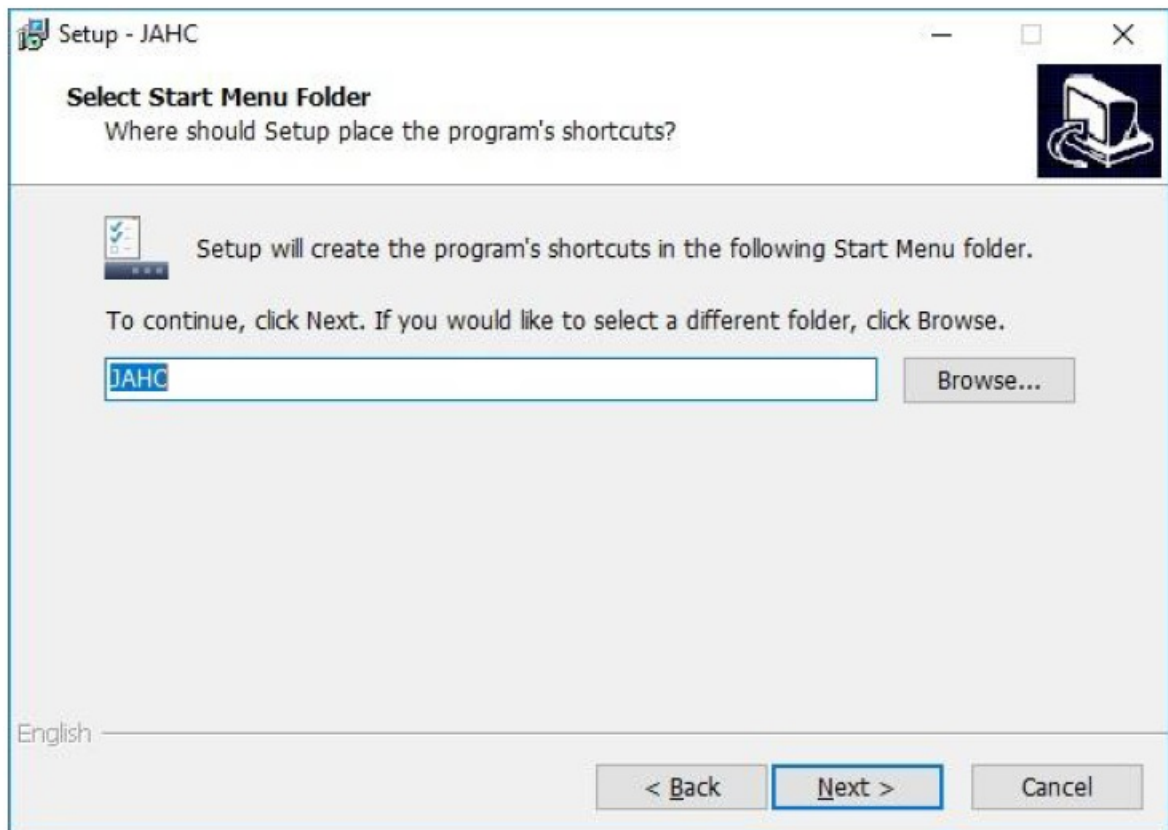 Setup - JAHC
Select Start Menu Folder
Where should Setup place the program's shortcuts?
Setup will create the program's shortcuts in the following Start Menu folder.
To continue, click Next. If you would like to select a different folder, click Browse.
JAHC
Browse...
English
< Back
Next >
Cancel